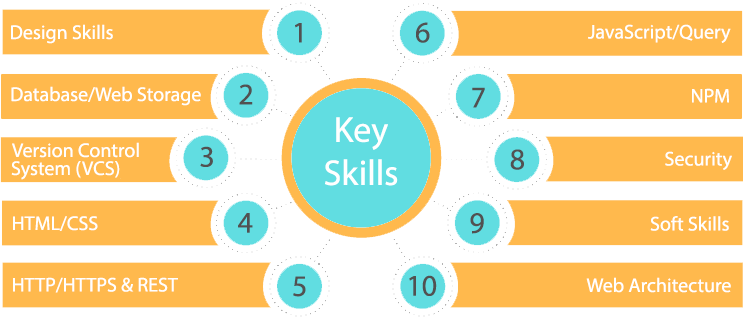 Key
Skills
1
Design Skills
2
Database/Web Storage
3
Version Control
System (VCS)
4
HTML/CSS
5
HTTP/HTTPS & REST
6
JavaScript/Query
7
NPM
8
Security
9
Soft Skills
10
Web Architecture